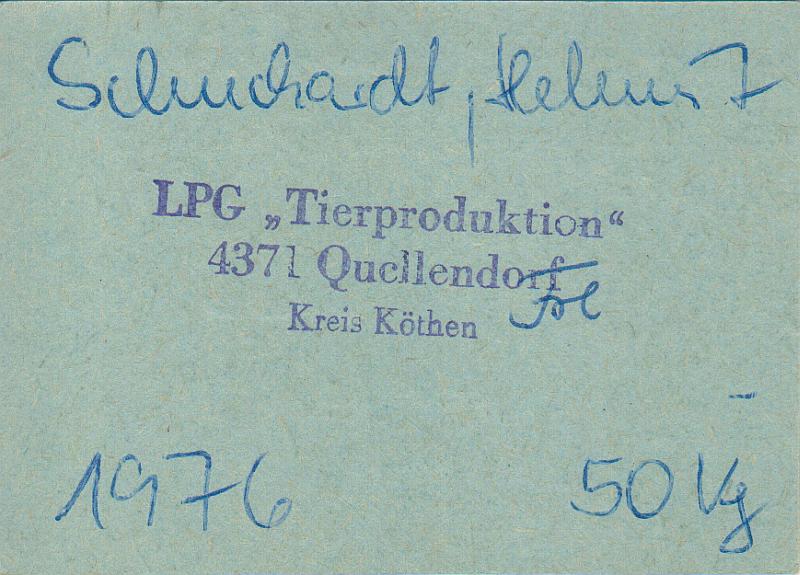 Schuchardt, Helmut
LPG „Tierproduktion“
4371 Quellendorf
Kreis Köthen
1976 50 kg